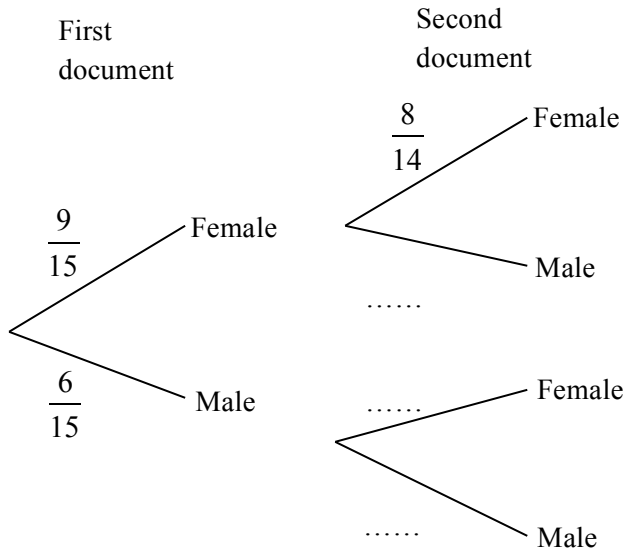 First
document
Second
document
8
14
Female
9
15
Female
Male
......
6
15
Male
......
Female
......
Male